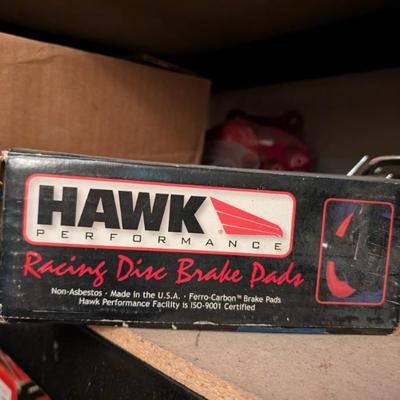 HAWK®
PERFORMANCE
Racing Disc Brake Pads
Non-Asbestos · Made in the U.S.A. · Ferro-Carbon™ Brake Pads
Hawk Performance Facility is ISO-9001 Certified